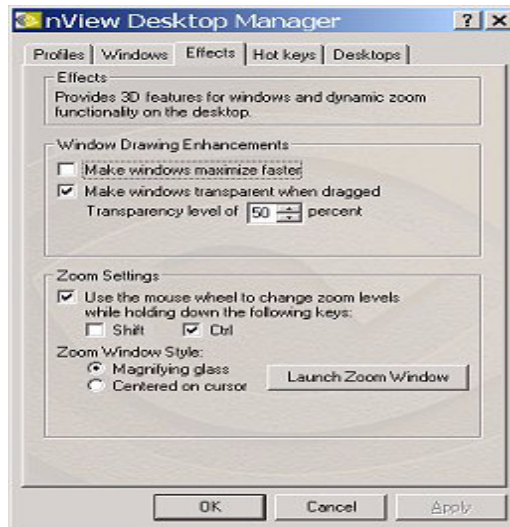 nView Desktop Manager
Profiles Windows Effects Hot keys Desktops
Effects
Provides 3D features for windows and dynamic zoom
functionality on the desktop.
Window Drawing Enhancements
Make windows maximize faster
Make windows transparent when dragged
Transparency level of 50 percent
Zoom Settings
Use the mouse wheel to change zoom levels
while holding down the following keys:
Shift Ctrl
Zoom Window Style:
Magnifying glass
Centered on cursor
Launch Zoom Window
OK Cancel Apply